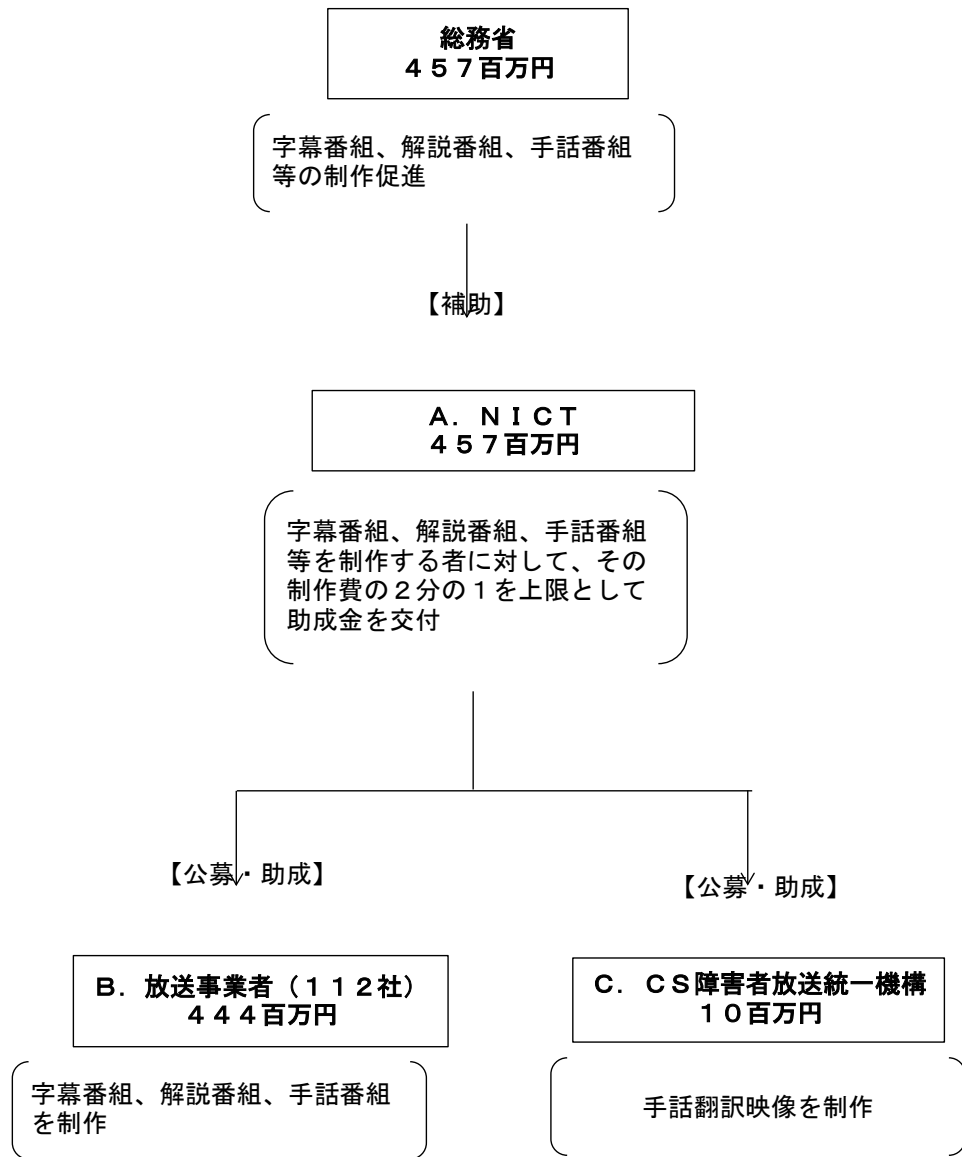 総務省
４５７百万円
字幕番組、解説番組、手話番組
等の制作促進
【補助】
Ａ．ＮＩＣＴ
４５７百万円
字幕番組、解説番組、手話番組
等を制作する者に対して、その
制作費の２分の１を上限として
助成金を交付
【公募・助成】
【公募・助成】
Ｂ．放送事業者（１１２社）
４４４百万円
字幕番組、解説番組、手話番組
を制作
Ｃ．ＣＳ障害者放送統一機構
１０百万円
手話翻訳映像を制作